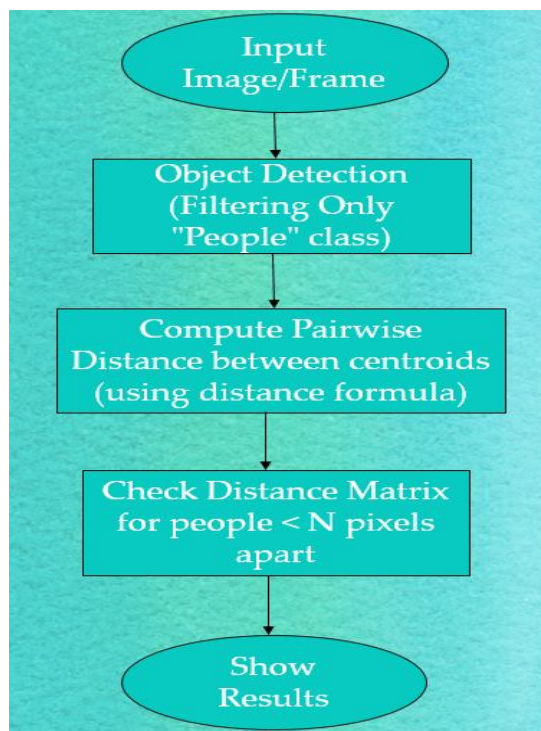 Input
Image/Frame
Object Detection
(Filtering Only
"People" class)
Compute Pairwise
Distance between centroids
(using distance formula)
Check Distance Matrix
for people < N pixels
apart
Show
Results